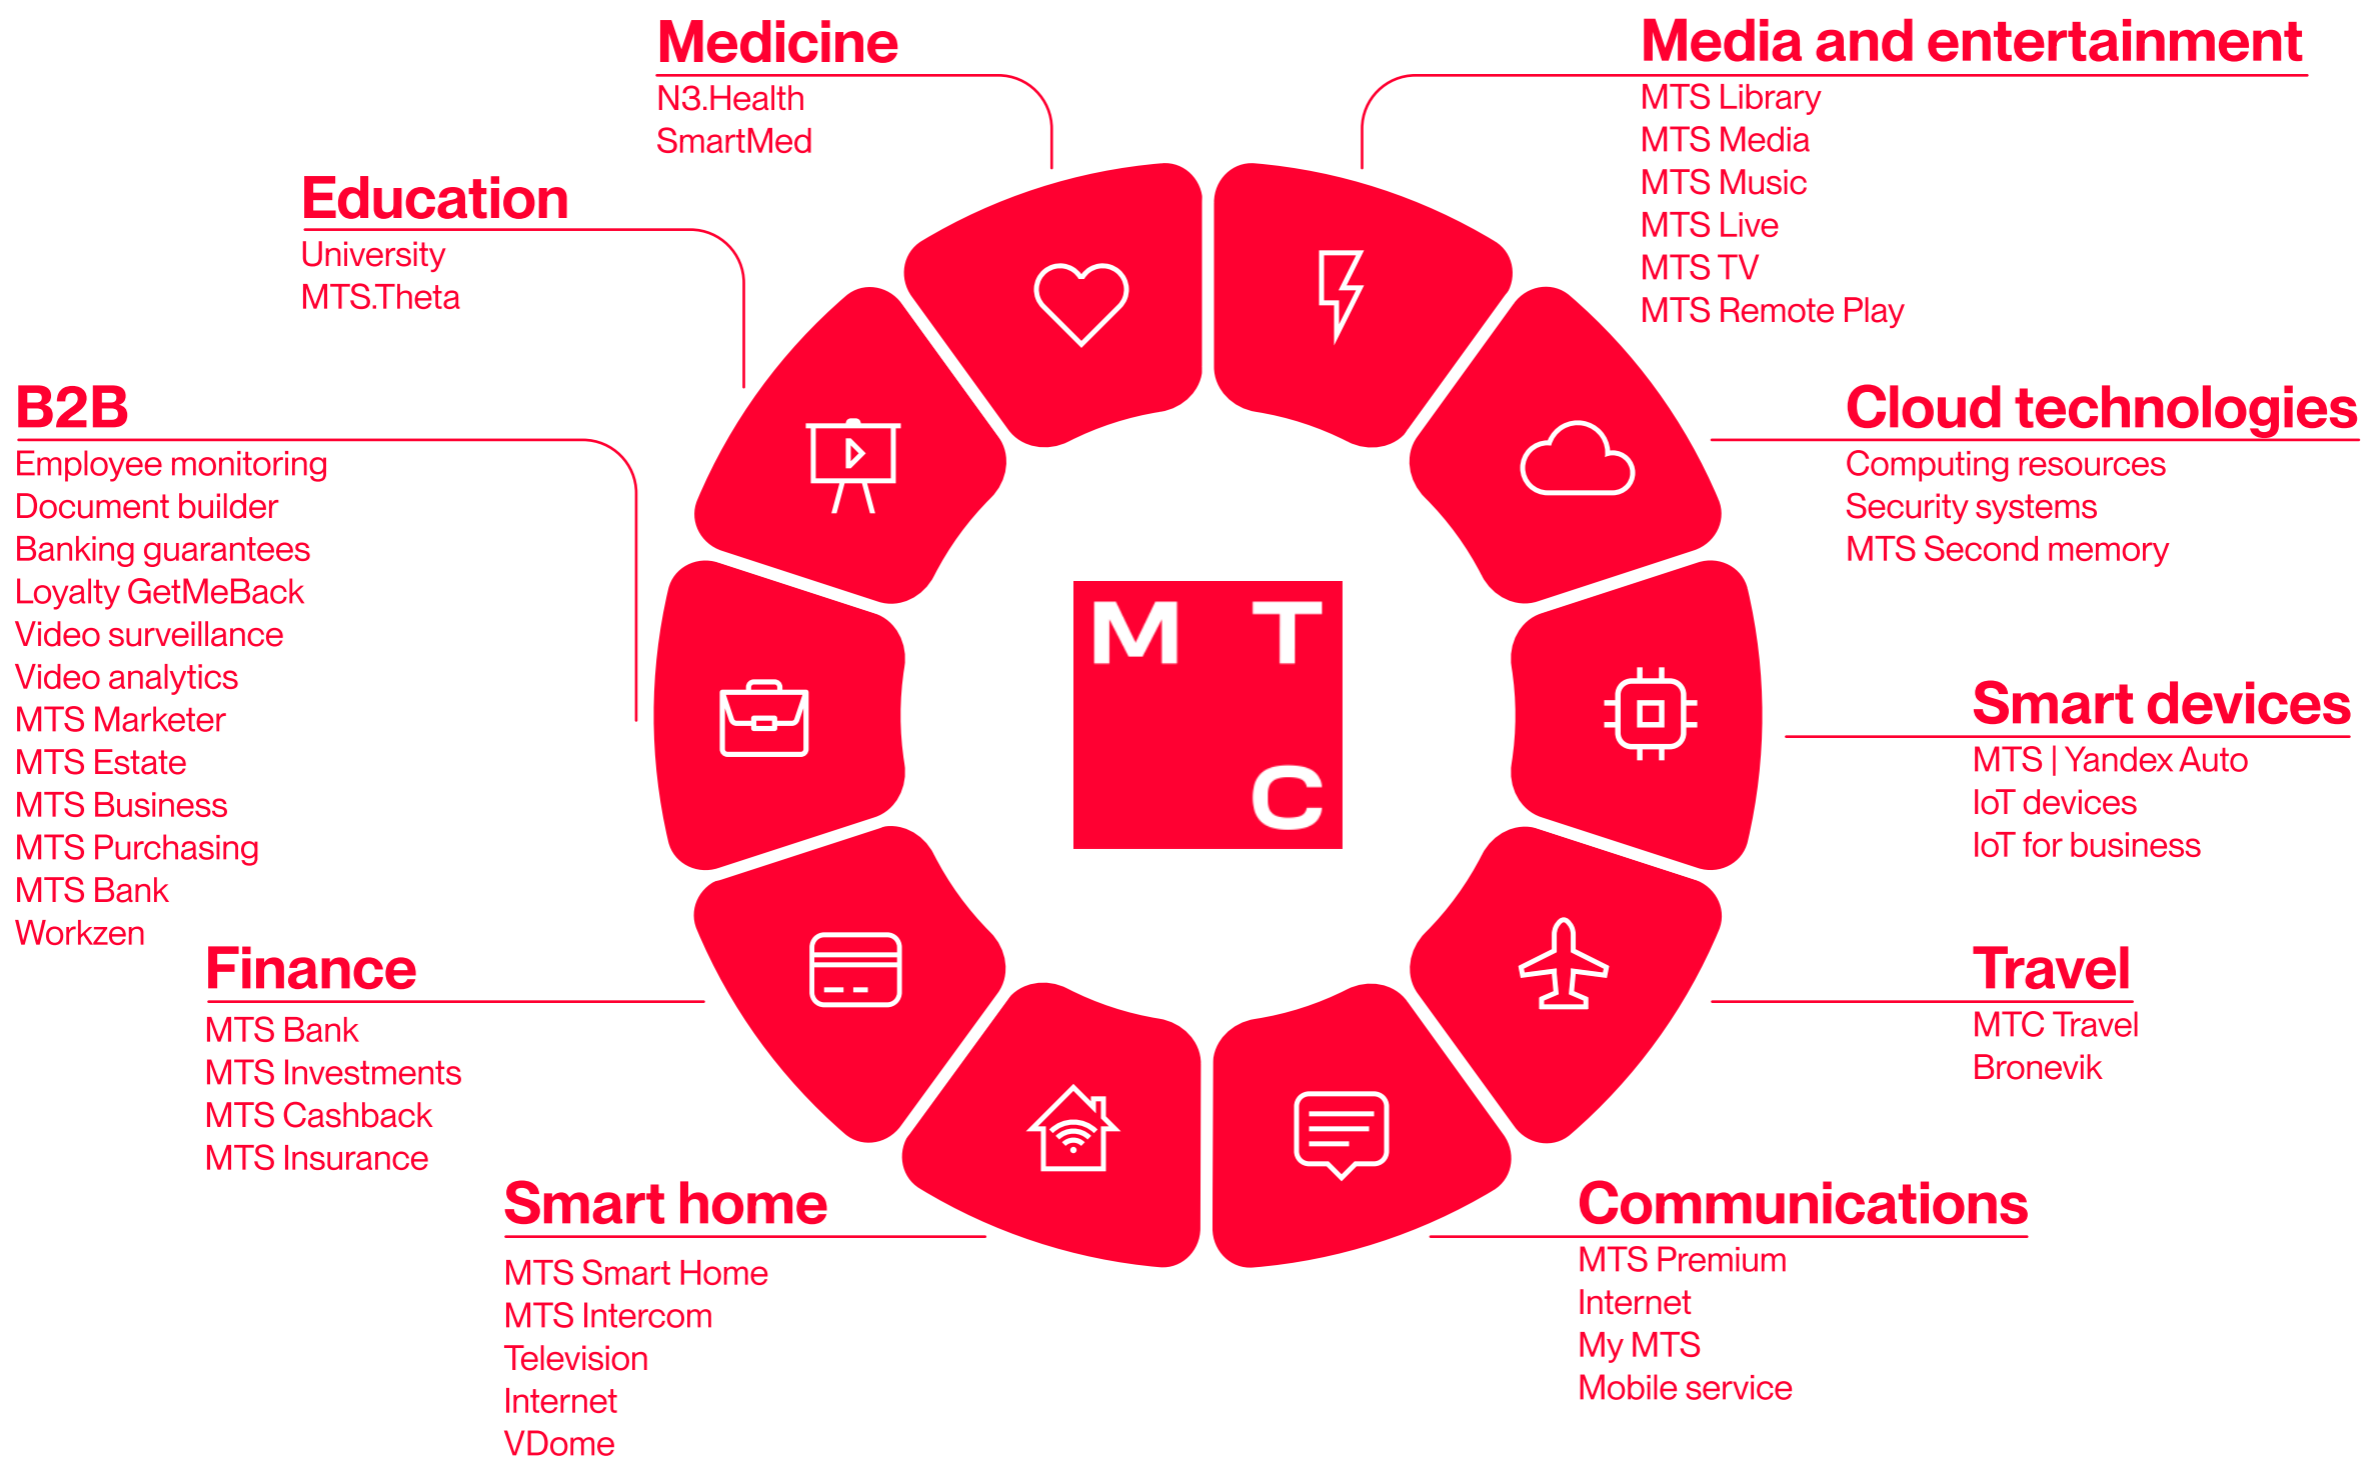 Medicine
N3.Health
SmartMed
Media and entertainment
MTS Library
MTS Media
MTS Music
MTS Live
MTS TV
MTS Remote Play
Education
University
MTS.Theta
B2B
Employee monitoring
Document builder
Banking guarantees
Loyalty GetMeBack
Video surveillance
Video analytics
MTS Marketer
MTS Estate
MTS Business
MTS Purchasing
MTS Bank
Workzen
Cloud technologies
Computing resources
Security systems
MTS Second memory
М Т
С
Smart devices
MTS | Yandex Auto
IoT devices
IoT for business
Finance
MTS Bank
MTS Investments
MTS Cashback
MTS Insurance
Travel
MTC Travel
Bronevik
Smart home
MTS Smart Home
MTS Intercom
Television
Internet
VDome
Communications
MTS Premium
Internet
My MTS
Mobile service